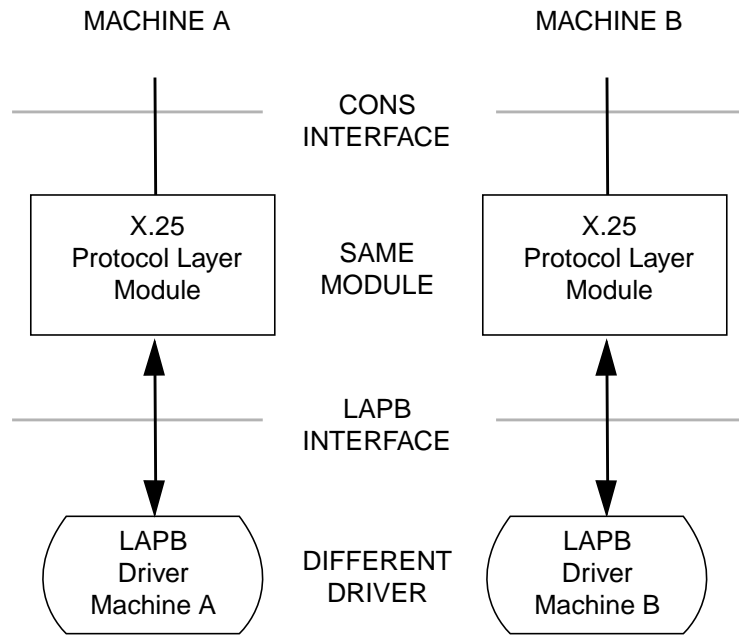 MACHINE A
MACHINE B
CONS
INTERFACE
X.25
Protocol Layer
Module
SAME
MODULE
X.25
Protocol Layer
Module
LAPB
INTERFACE
LAPB
Driver
Machine A
DIFFERENT
DRIVER
LAPB
Driver
Machine B